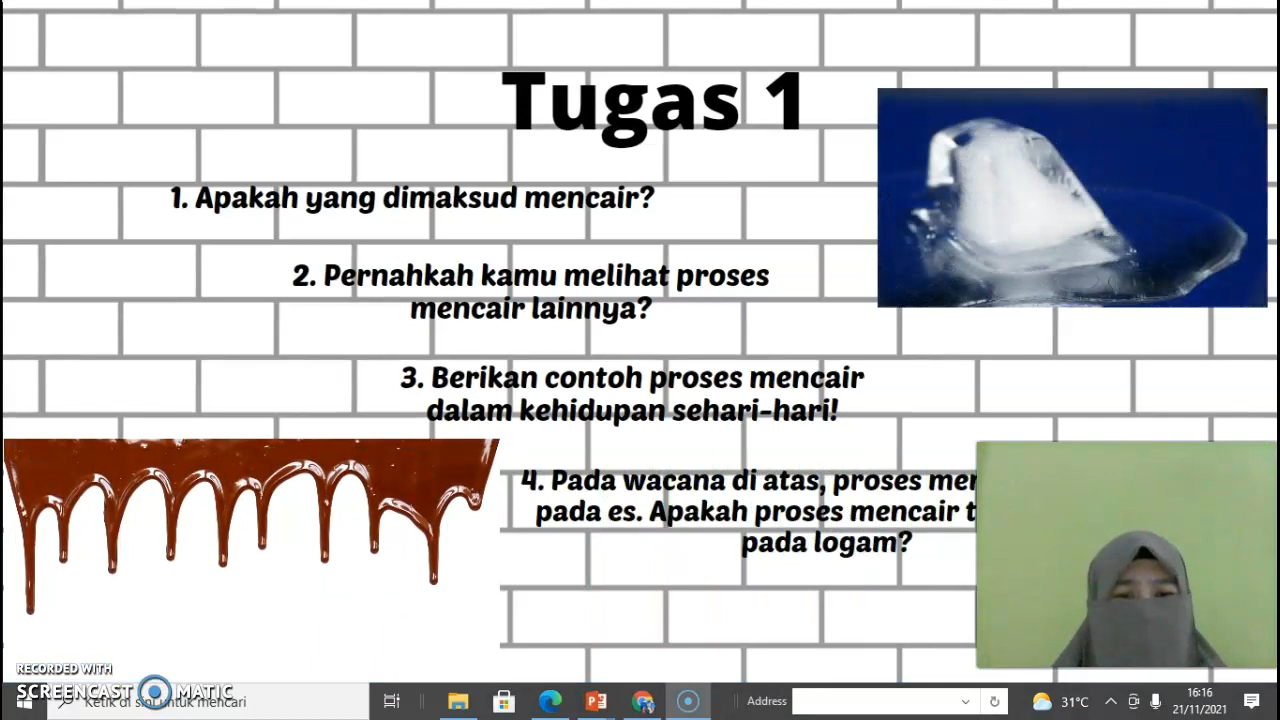 Tugas 1
1. Apakah yang dimaksud mencair?
2. Pernahkah kamu melihat proses
mencair lainnya?
3. Berikan contoh proses mencair
dalam kehidupan sehari-hari!
4. Pada wacana di atas, proses
pada es. Apakah proses mencair
pada logam?
RECORDED WITH
SCREENCAST MATIC
Ketik di sini untuk mencari
Address
31°C
16:16
21/11/2021